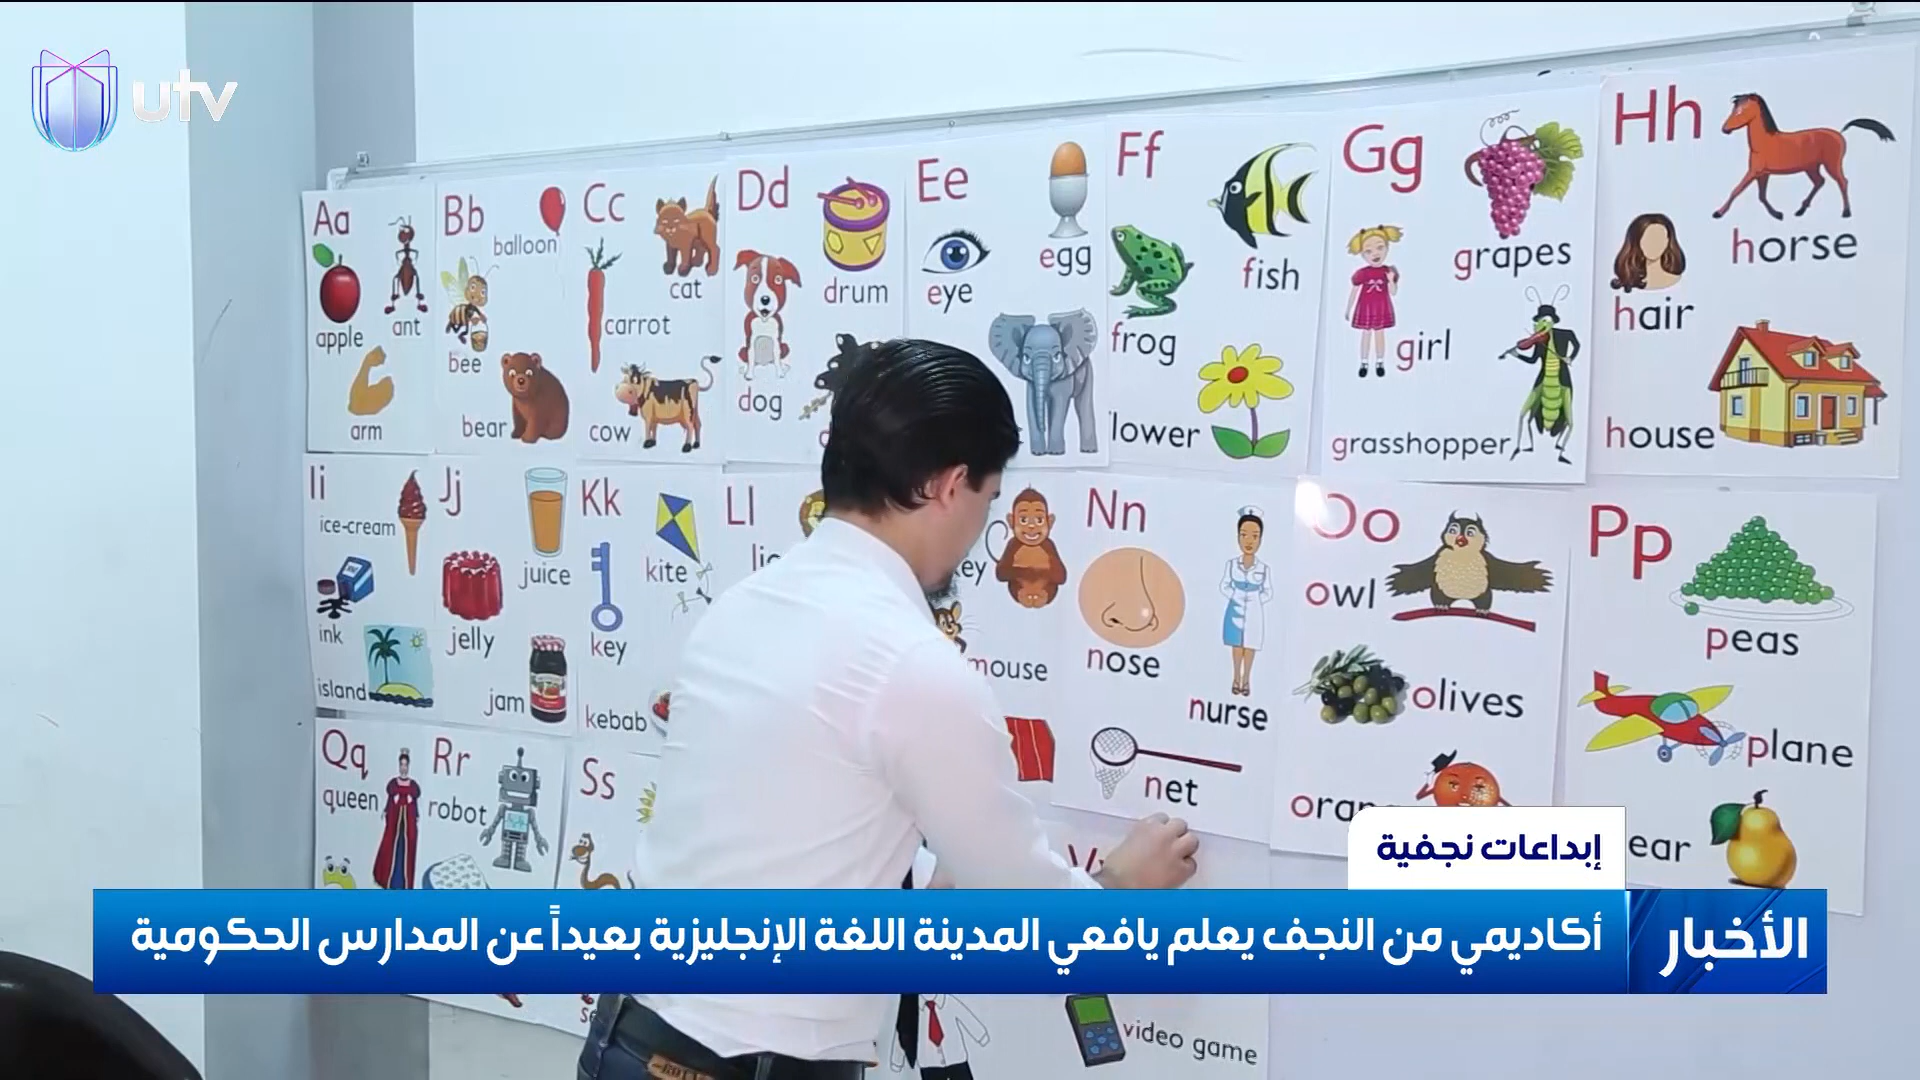 utv
Aa
apple
ant
arm
Bb
balloon
bee
bear
Cc
cat
carrot
cow
Dd
drum
dog
Ee
egg
eye
Ff
fish
frog
lower
Gg
grapes
girl
grasshopper
Hh
horse
hair
house
Ii
ice-cream
ink
island
Jj
juice
jelly
jam
Kk
kite
key
kebab
Ll
mouse
Nn
nose
nurse
net
Oo
owl
olives
Pp
peas
plane
ear
Qq
queen
Rr
robot
Ss
video game
إبداعات نجفية
الأخبار
أكاديمي من النجف يعلم يافعي المدينة اللغة الإنجليزية بعيداً عن المدارس الحكومية